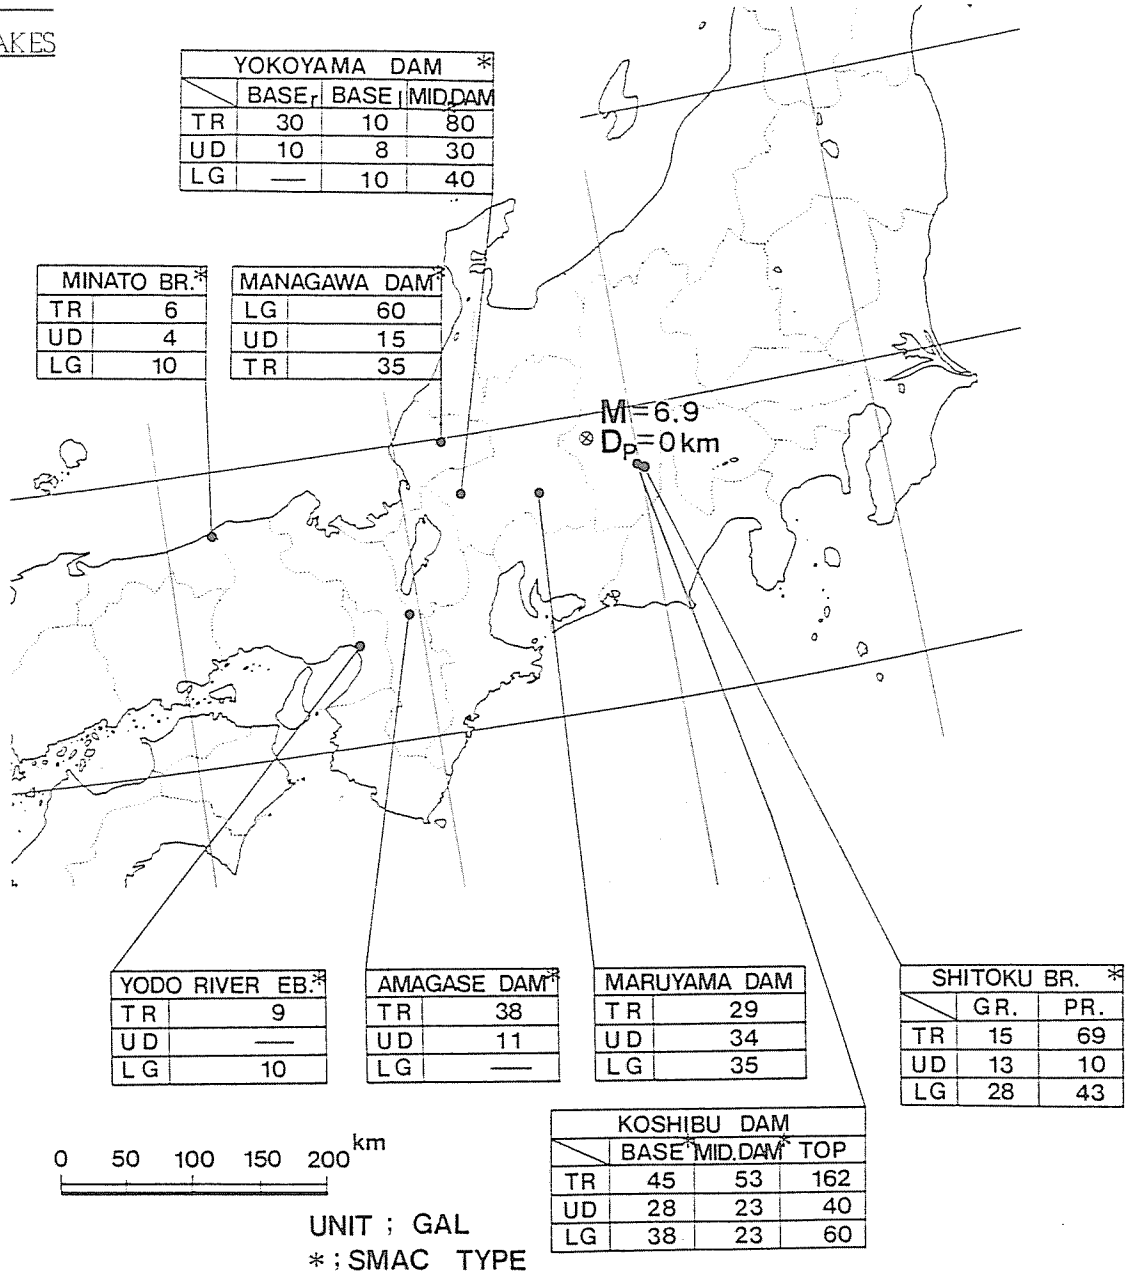 AKES
YOKOYAMA DAM *
BASEr BASEl MID.DAM
TR 30 10 80
UD 10 8 30
LG — 10 40
MINATO BR.*
TR 6
UD 4
LG 10
MANAGAWA DAM*
LG 60
UD 15
TR 35
M=6.9
DP=0km
YODO RIVER EB.*
TR 9
UD —
LG 10
AMAGASE DAM*
TR 38
UD 11
LG —
MARUYAMA DAM
TR 29
UD 34
LG 35
SHITOKU BR. *
GR. PR.
TR 15 69
UD 13 10
LG 28 43
KOSHIBU DAM
BASE* MID.DAM* TOP
TR 45 53 162
UD 28 23 40
LG 38 23 60
0 50 100 150 200 km
UNIT ; GAL
* ; SMAC TYPE